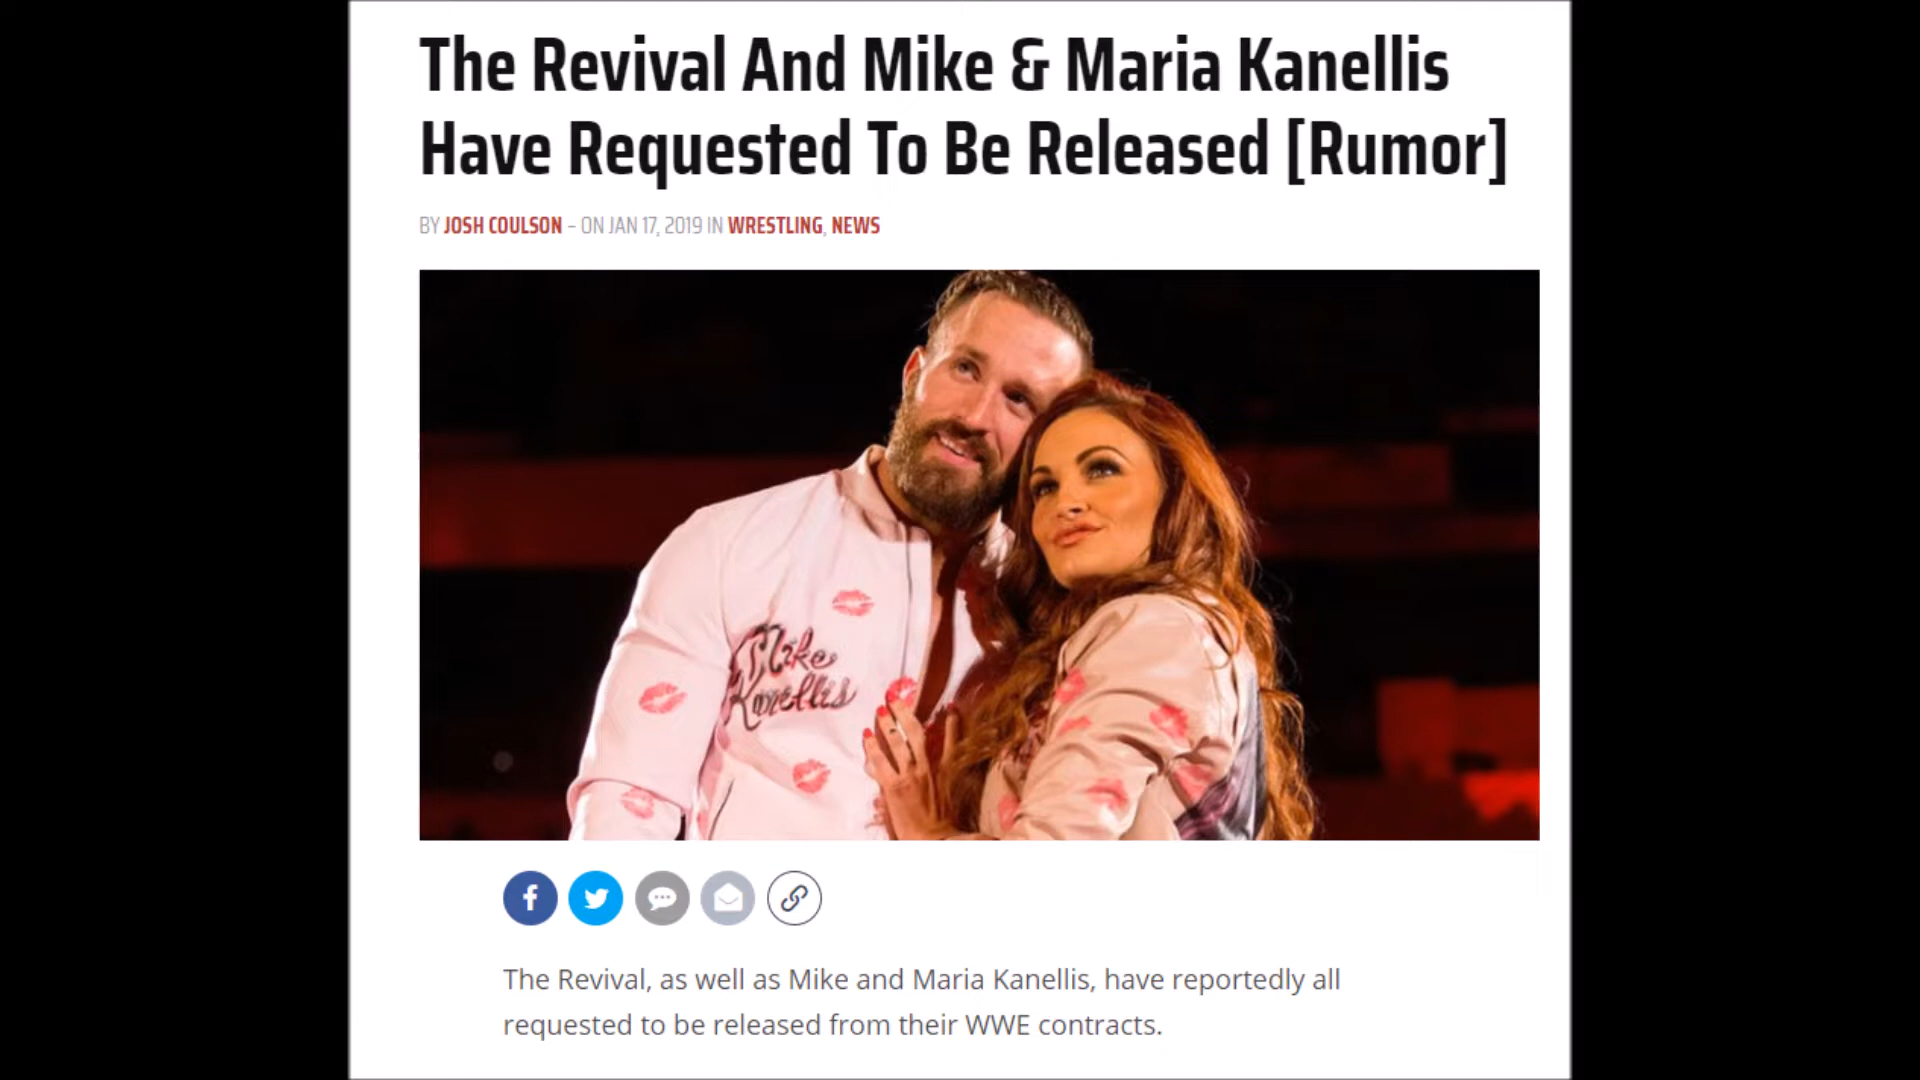 The Revival And Mike & Maria Kanellis
Have Requested To Be Released [Rumor]
BY JOSH COULSON – ON JAN 17, 2019 IN WRESTLING, NEWS
Mike
Kanellis
The Revival, as well as Mike and Maria Kanellis, have reportedly all
requested to be released from their WWE contracts.